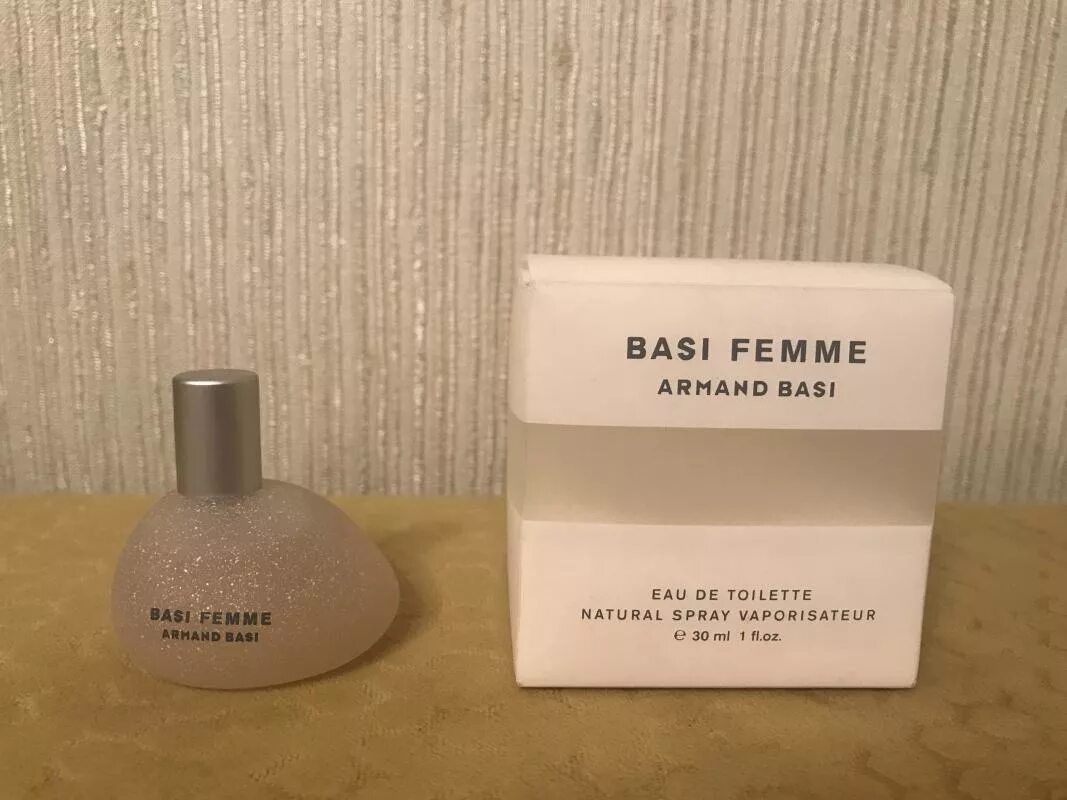 BASI FEMME
ARMAND BASI
BASI FEMME
ARMAND BASI
EAU DE TOILETTE
NATURAL SPRAY VAPORISATEUR
℮ 30 ml 1 fl.oz.